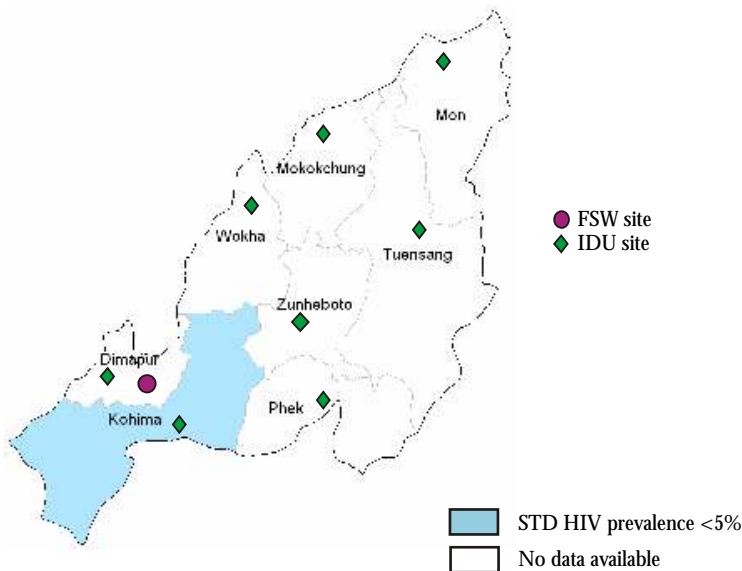 Mon
Mokokchung
Wokha
FSW site
IDU site
Tuensang
Zunheboto
Dimapur
Phek
Kohima
STD HIV prevalence <5%
No data available